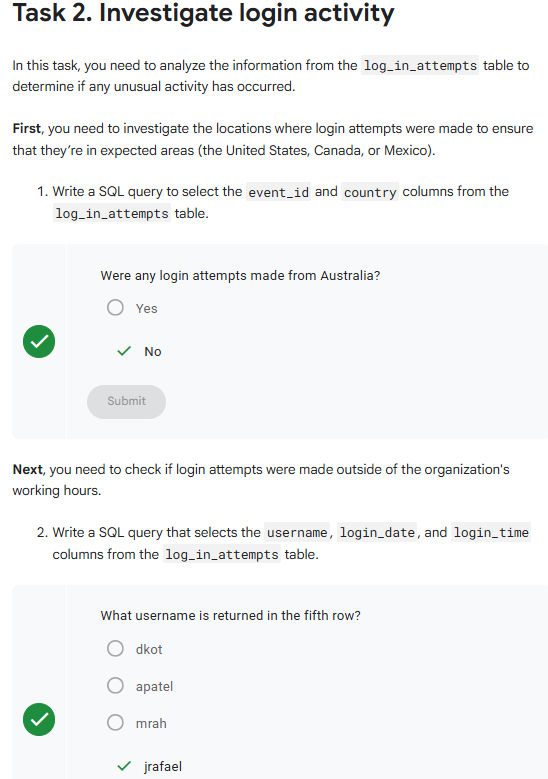 Task 2. Investigate login activity
In this task, you need to analyze the information from the log_in_attempts table to
determine if any unusual activity has occurred.
First, you need to investigate the locations where login attempts were made to ensure
that they’re in expected areas (the United States, Canada, or Mexico).
1. Write a SQL query to select the event_id and country columns from the
log_in_attempts table.
Were any login attempts made from Australia?
Yes
No
Submit
Next, you need to check if login attempts were made outside of the organization's
working hours.
2. Write a SQL query that selects the username, login_date, and login_time
columns from the log_in_attempts table.
What username is returned in the fifth row?
dkot
apatel
mrah
jrafael